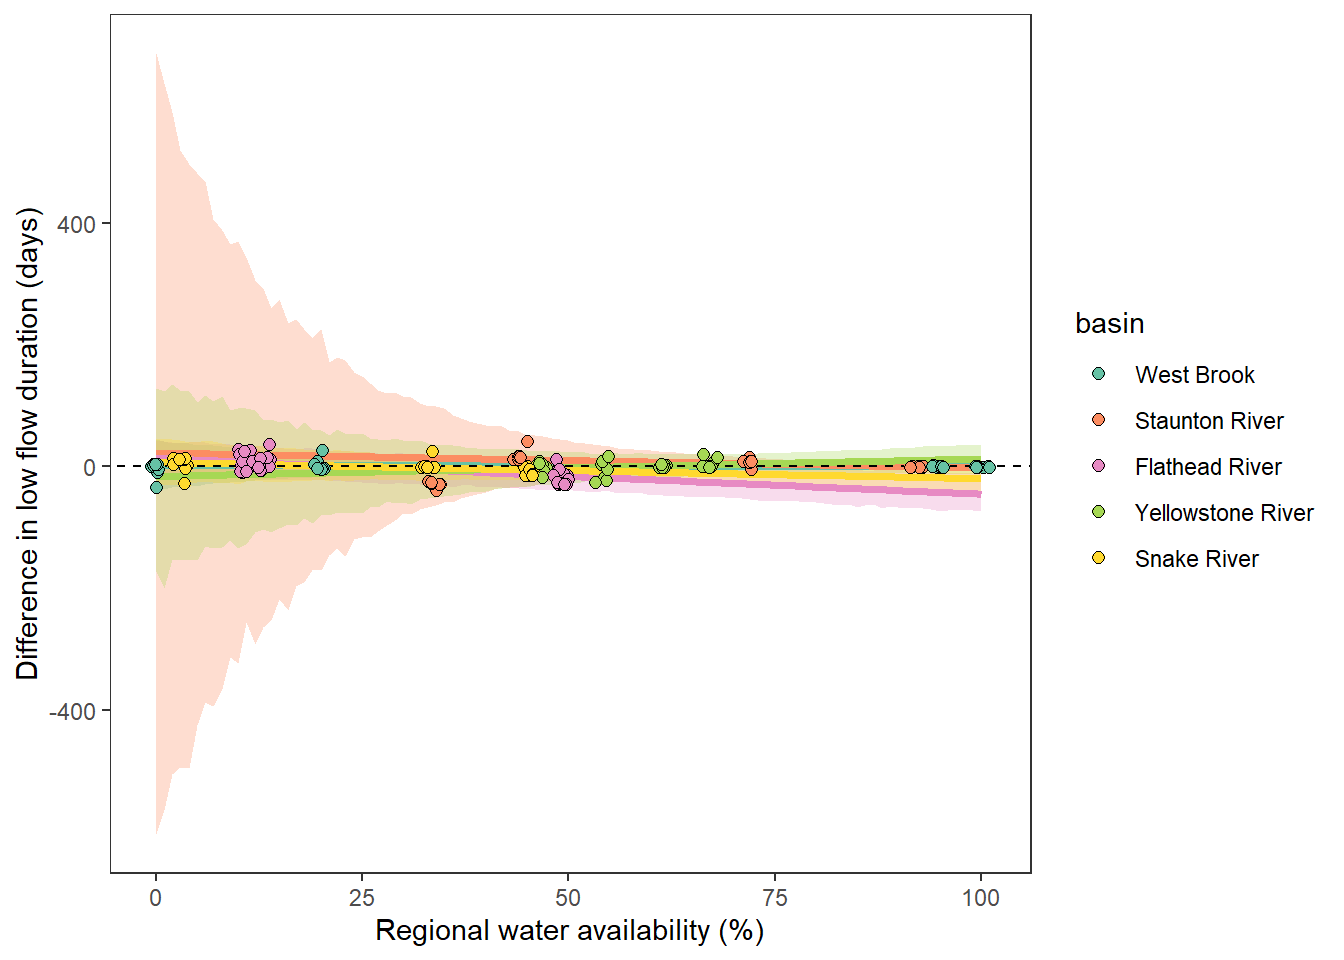 Difference in low flow duration (days)
400
0
-400
0 25 50 75 100
Regional water availability (%)
basin
West Brook
Staunton River
Flathead River
Yellowstone River
Snake River